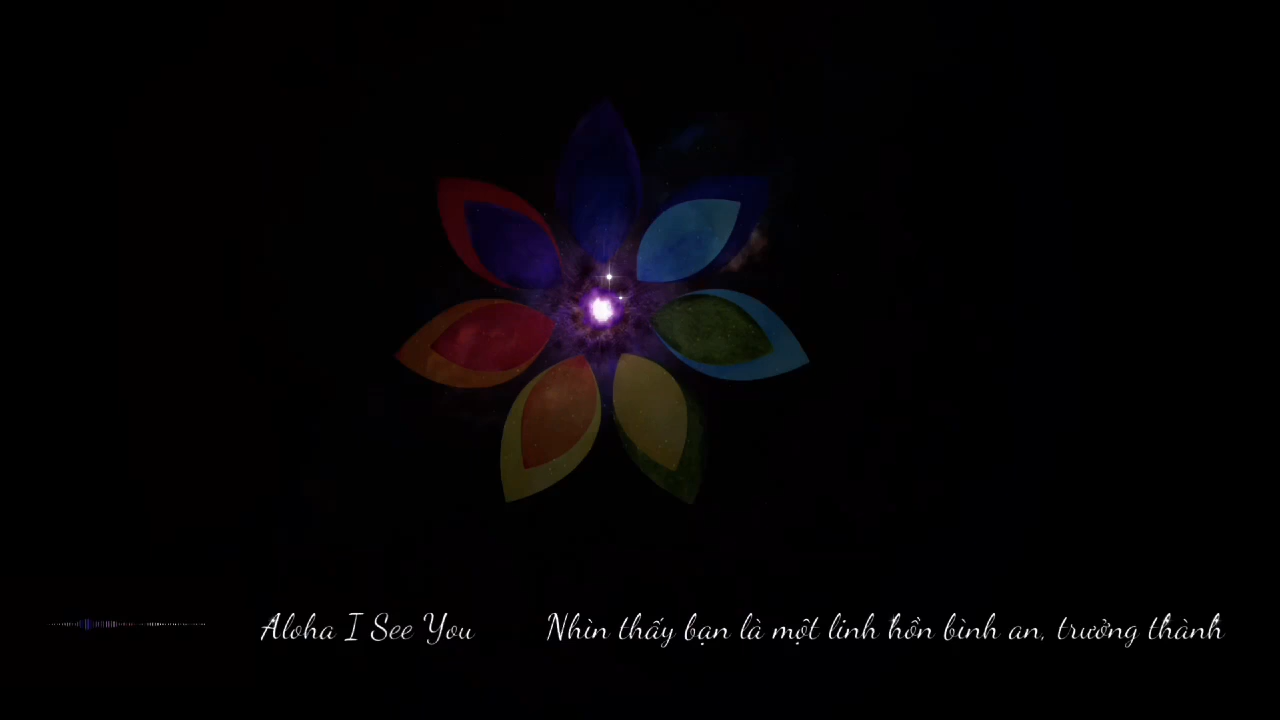 Aloha I See You Nhìn thấy bạn là một linh hồn bình an, trưởng thành